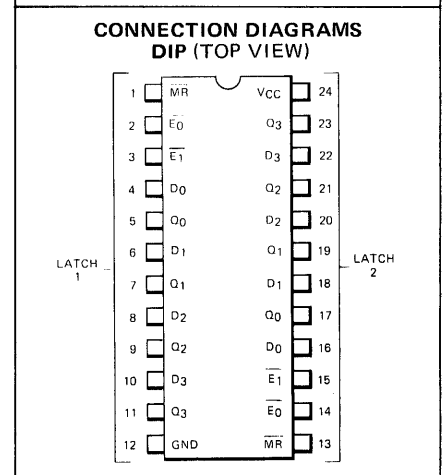 CONNECTION DIAGRAMS
DIP (TOP VIEW)
1 MR VCC 24
2 E0 Q3 23
3 E1 D3 22
4 D0 Q2 21
5 Q0 D2 20
6 D1 Q1 19
LATCH 1
LATCH 2
7 Q1 D1 18
8 D2 Q0 17
9 Q2 D0 16
10 D3 E1 15
11 Q3 E0 14
12 GND MR 13